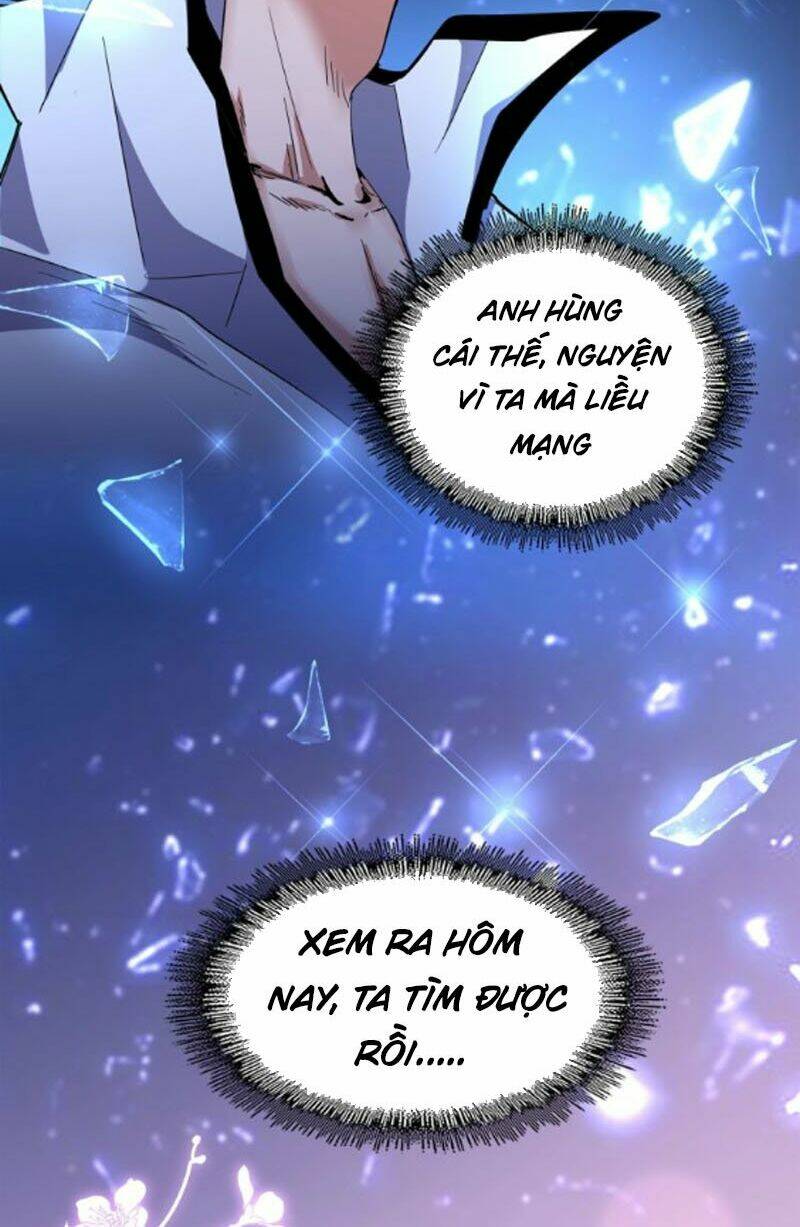 ANH HÙNG
CÁI THẾ, NGUYỆN
VÌ TA MÀ LIỀU
MẠNG
XEM RA HÔM
NAY, TA TÌM ĐƯỢC
RỒI.....